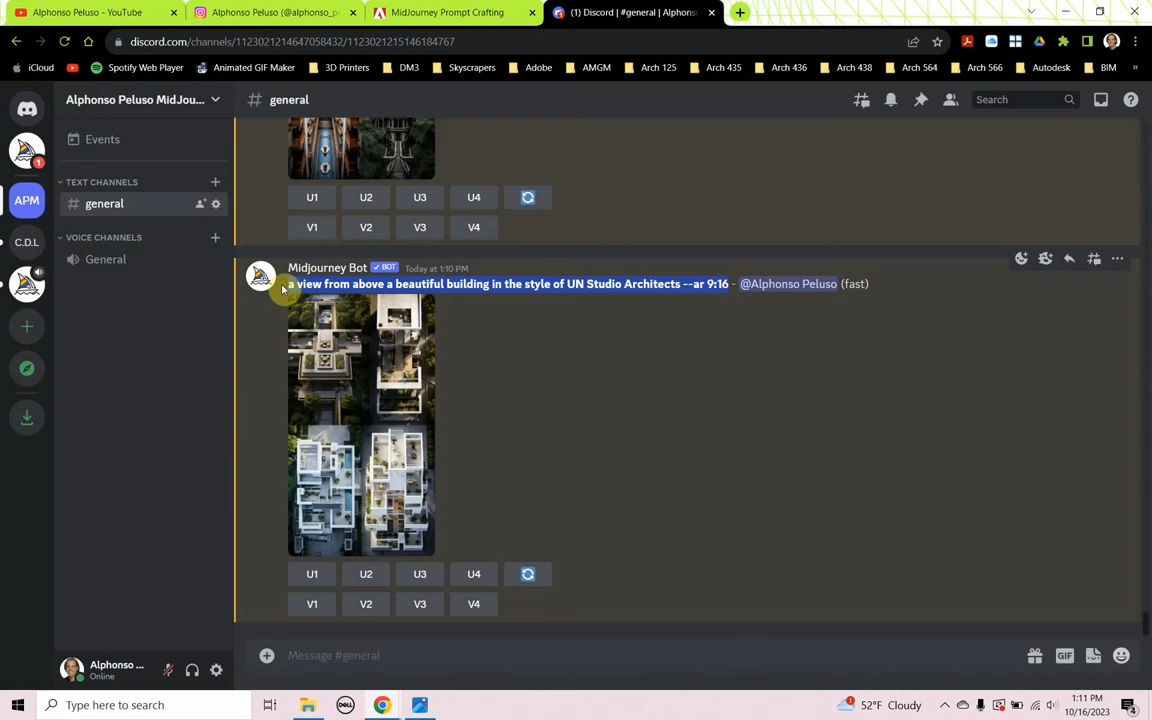 Alphonso Peluso - YouTube
Alphonso Peluso (@alphonso_p
MidJourney Prompt Crafting
(1) Discord | #general | Alphons
discord.com/channels/1123021214647058432/1123021215146184767
iCloud
Spotify Web Player
Animated GIF Maker
3D Printers
DM3
Skyscrapers
Adobe
AMGM
Arch 125
Arch 435
Arch 436
Arch 438
Arch 564
Arch 566
Autodesk
BIM
»
Alphonso Peluso MidJou...
# general
Search
1
Events
TEXT CHANNELS
APM
# general
U1 U2 U3 U4
V1 V2 V3 V4
VOICE CHANNELS
C.D.L
General
Midjourney Bot ✓ BOT Today at 1:10 PM
a view from above a beautiful building in the style of UN Studio Architects --ar 9:16 - @Alphonso Peluso (fast)
U1 U2 U3 U4
V1 V2 V3 V4
Alphonso ...
Online
Message #general
GIF
Type here to search
DELL
1
52°F Cloudy
1:11 PM
10/16/2023
4